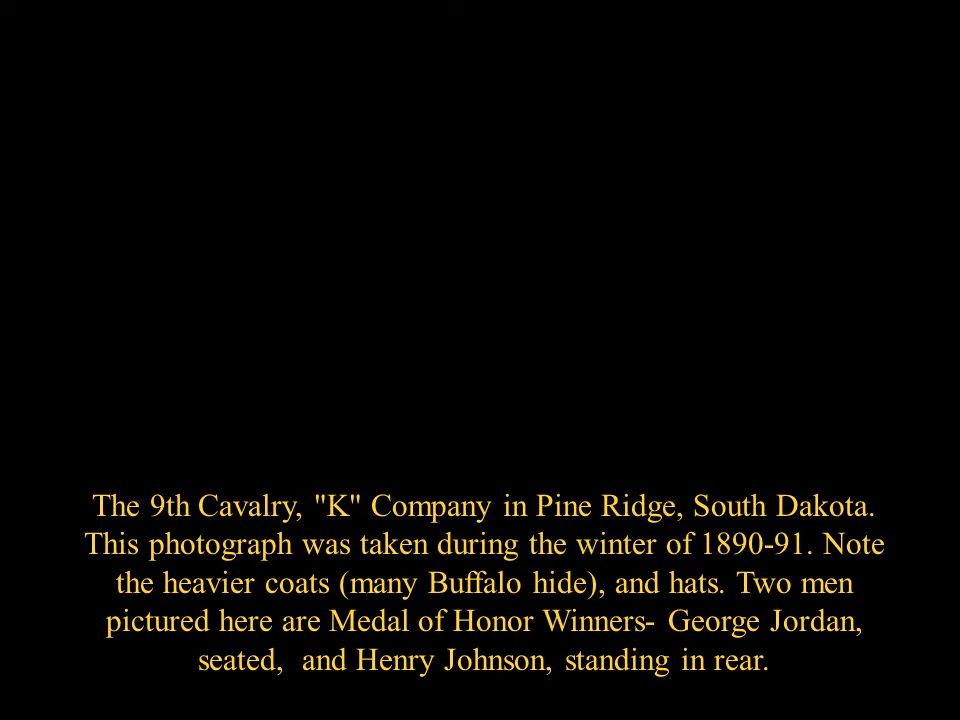 The 9th Cavalry, "K" Company in Pine Ridge, South Dakota.
This photograph was taken during the winter of 1890-91. Note
the heavier coats (many Buffalo hide), and hats. Two men
pictured here are Medal of Honor Winners- George Jordan,
seated,  and Henry Johnson, standing in rear.